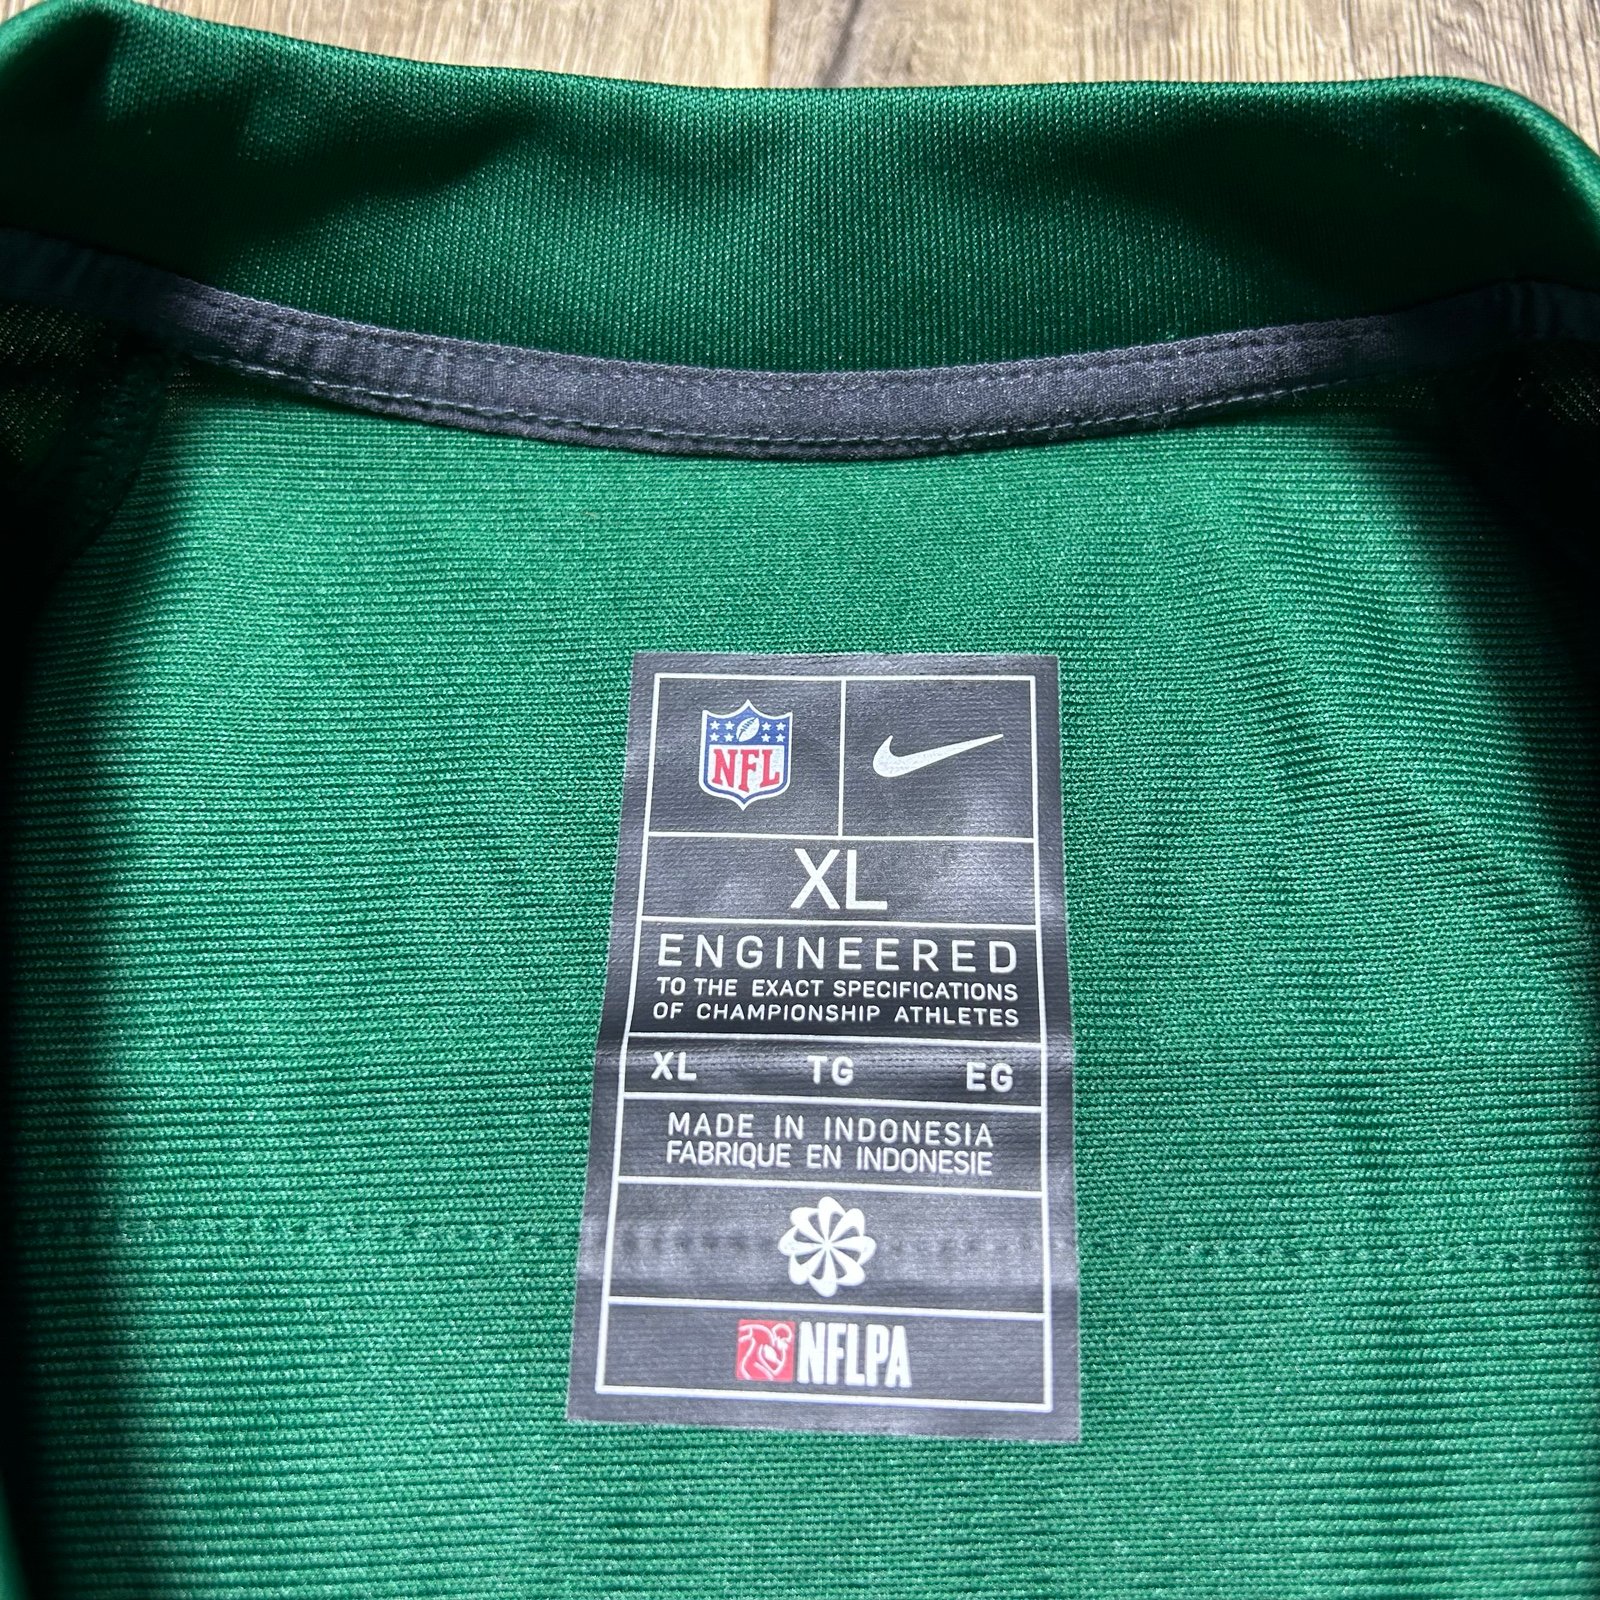 NFL
XL
ENGINEERED
TO THE EXACT SPECIFICATIONS
OF CHAMPIONSHIP ATHLETES
XL TG EG
MADE IN INDONESIA
FABRIQUE EN INDONESIE
NFLPA